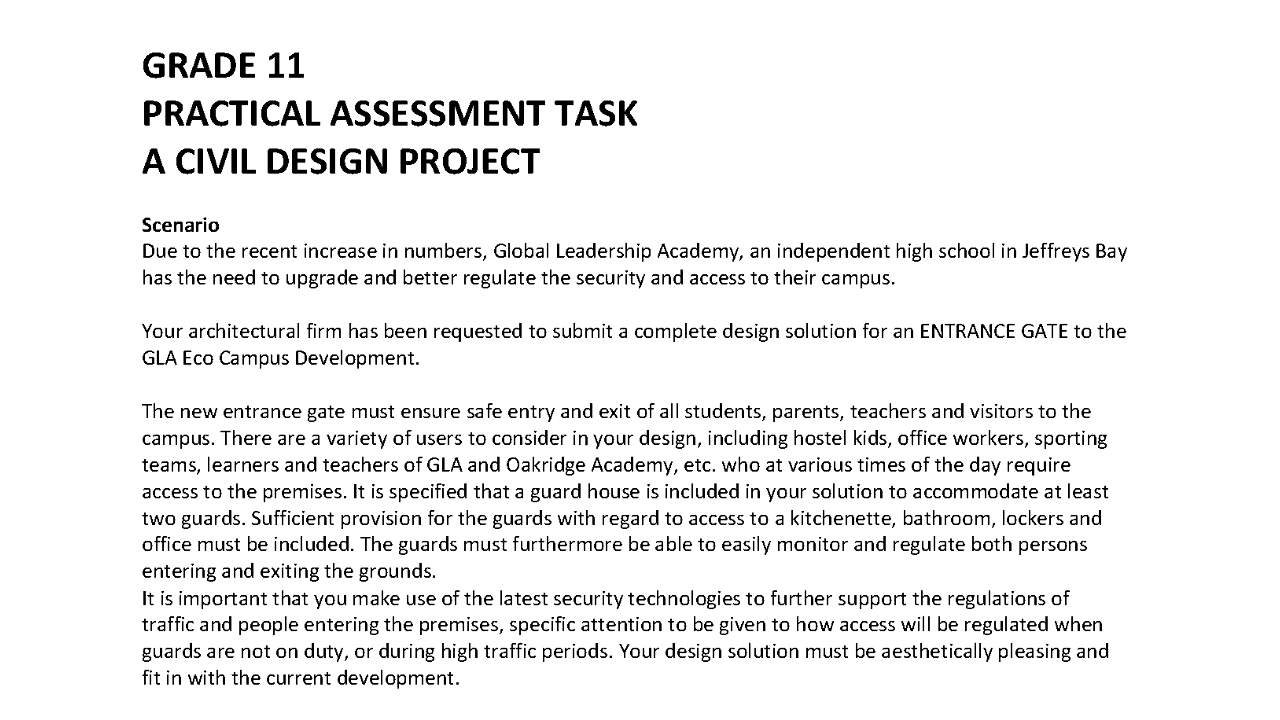 GRADE 11
PRACTICAL ASSESSMENT TASK
A CIVIL DESIGN PROJECT
Scenario
Due to the recent increase in numbers, Global Leadership Academy, an independent high school in Jeffreys Bay
has the need to upgrade and better regulate the security and access to their campus.
Your architectural firm has been requested to submit a complete design solution for an ENTRANCE GATE to the
GLA Eco Campus Development.
The new entrance gate must ensure safe entry and exit of all students, parents, teachers and visitors to the
campus. There are a variety of users to consider in your design, including hostel kids, office workers, sporting
teams, learners and teachers of GLA and Oakridge Academy, etc. who at various times of the day require
access to the premises. It is specified that a guard house is included in your solution to accommodate at least
two guards. Sufficient provision for the guards with regard to access to a kitchenette, bathroom, lockers and
office must be included. The guards must furthermore be able to easily monitor and regulate both persons
entering and exiting the grounds.
It is important that you make use of the latest security technologies to further support the regulations of
traffic and people entering the premises, specific attention to be given to how access will be regulated when
guards are not on duty, or during high traffic periods. Your design solution must be aesthetically pleasing and
fit in with the current development.